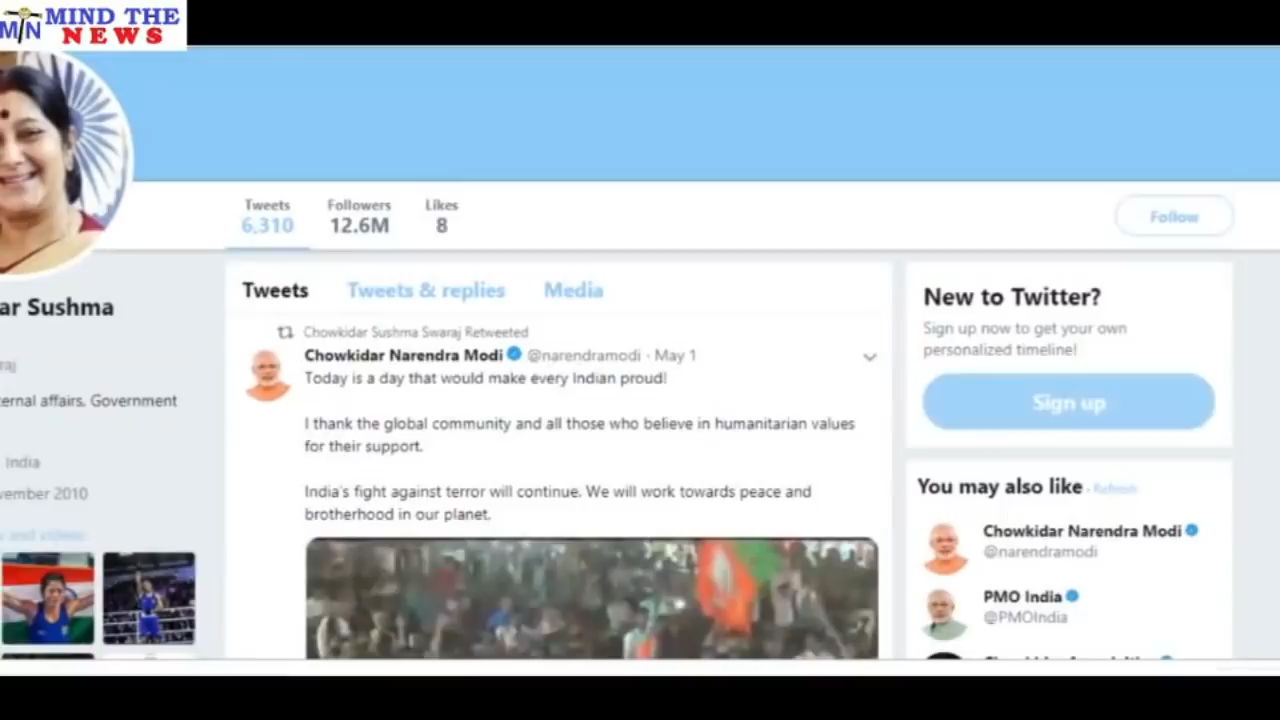 MIND THE
MTN
NEWS
Tweets
6,310
Followers
12.6M
Likes
8
Follow
ar Sushma
raj
ernal affairs, Government
India
vember 2010
s and videos
Tweets
Tweets & replies
Media
Chowkidar Sushma Swaraj Retweeted
Chowkidar Narendra Modi @narendramodi · May 1
Today is a day that would make every Indian proud!
I thank the global community and all those who believe in humanitarian values
for their support.
India's fight against terror will continue. We will work towards peace and
brotherhood in our planet.
New to Twitter?
Sign up now to get your own
personalized timeline!
Sign up
You may also like · Refresh
Chowkidar Narendra Modi
@narendramodi
PMO India
@PMOIndia